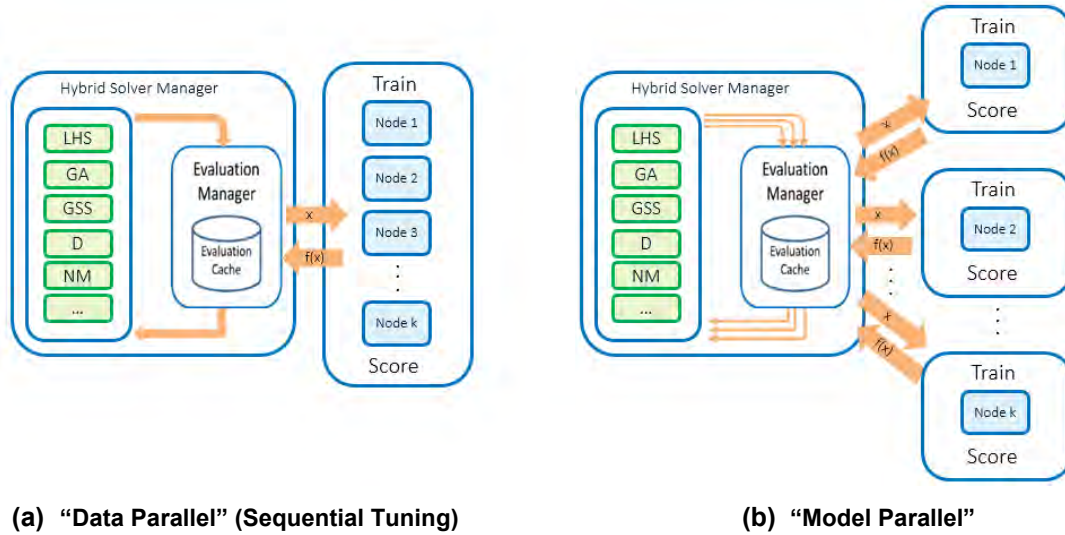 Hybrid Solver Manager
LHS
GA
GSS
D
NM
...
Evaluation
Manager
Evaluation
Cache
x
f(x)
Train
Node 1
Node 2
Node 3
Node k
Score
(a) “Data Parallel” (Sequential Tuning)
Hybrid Solver Manager
LHS
GA
GSS
D
NM
...
Evaluation
Manager
Evaluation
Cache
x
f(x)
x
f(x)
x
f(x)
Train
Node 1
Score
Train
Node 2
Score
Train
Node k
Score
(b) “Model Parallel”